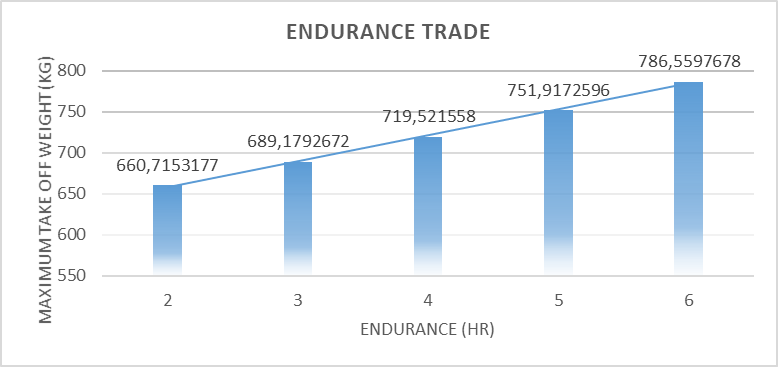 ENDURANCE TRADE
MAXIMUM TAKE OFF WEIGHT (KG)
800
750
700
650
600
550
660,7153177
689,1792672
719,521558
751,9172596
786,5597678
2 3 4 5 6
ENDURANCE (HR)